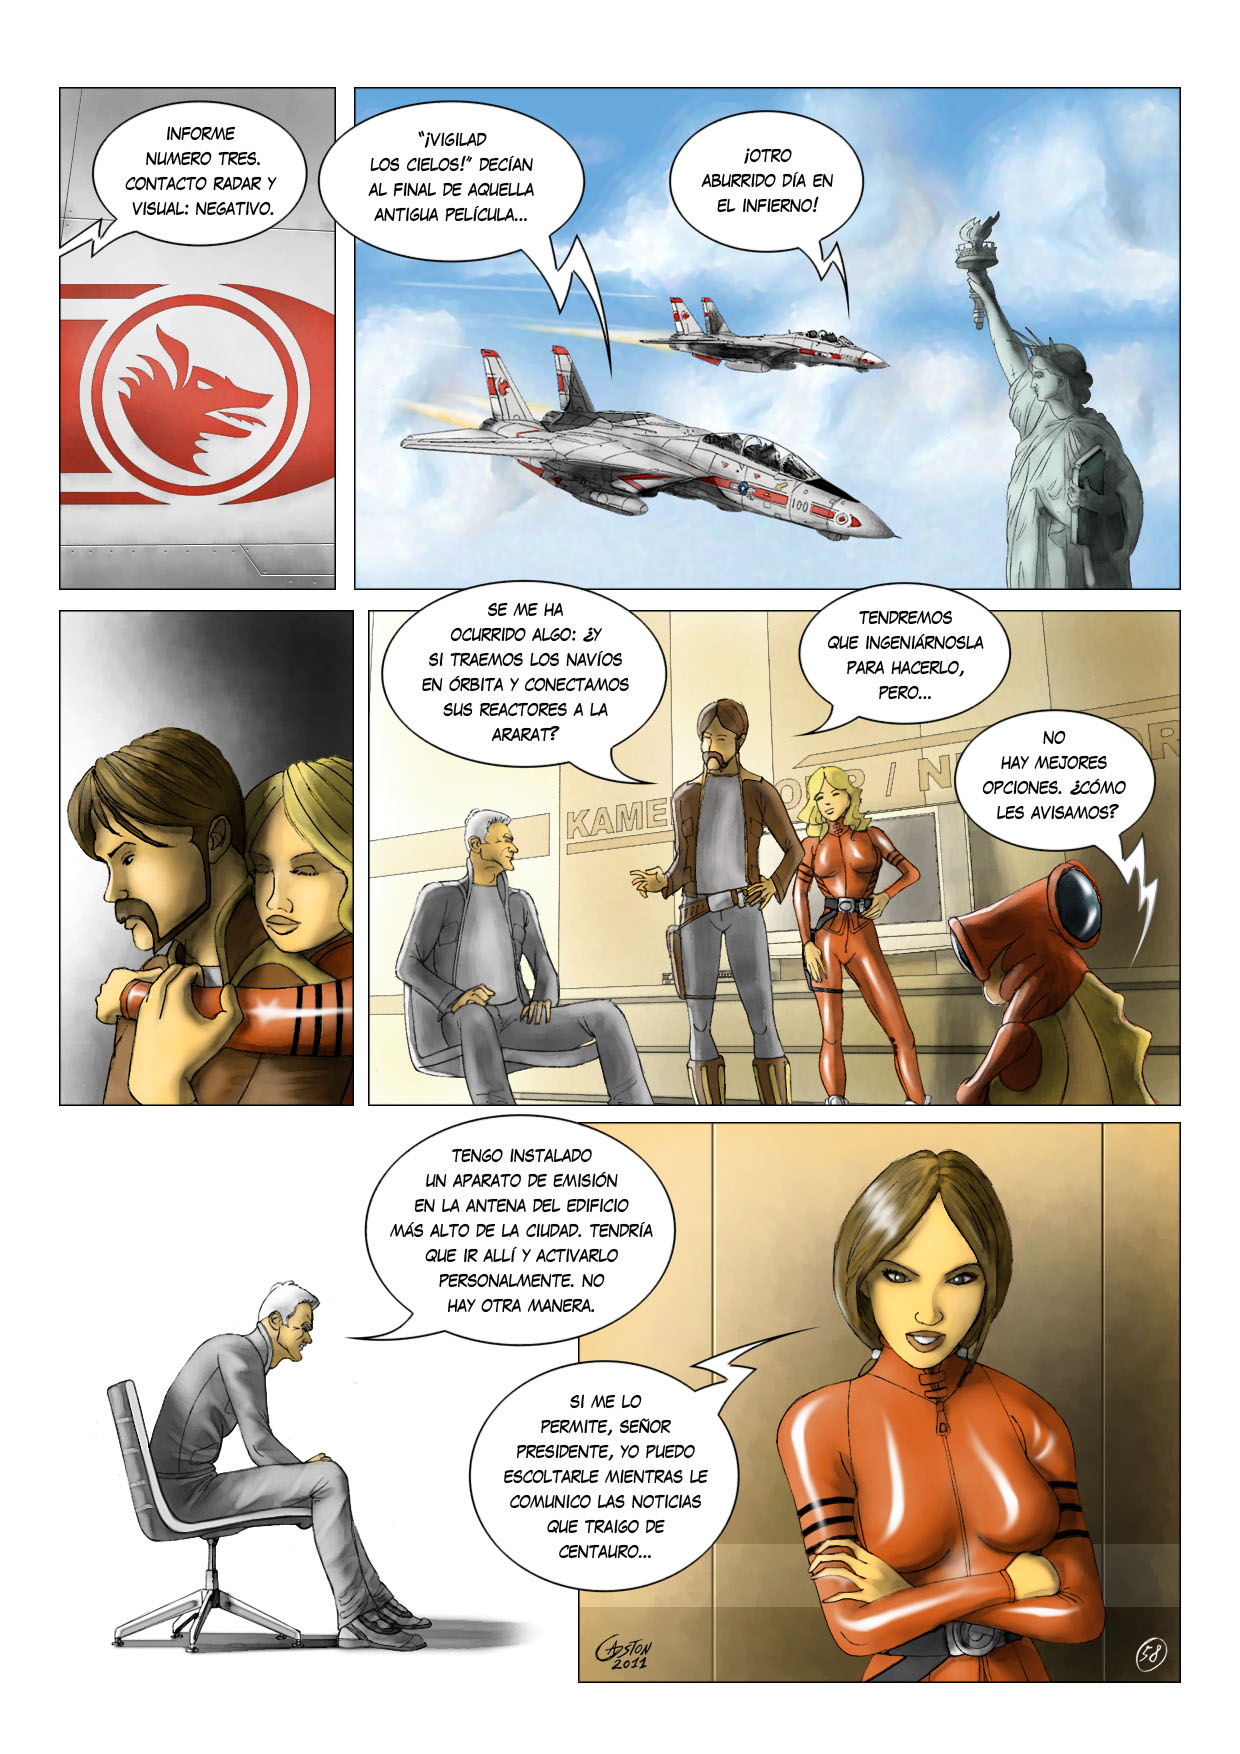 INFORME
NUMERO TRES.
CONTACTO RADAR Y
VISUAL: NEGATIVO.
"¡VIGILAD
LOS CIELOS!" DECÍAN
AL FINAL DE AQUELLA
ANTIGUA PELÍCULA...
¡OTRO
ABURRIDO DÍA EN
EL INFIERNO!
100
SE ME HA
OCURRIDO ALGO: ¿Y
SI TRAEMOS LOS NAVÍOS
EN ÓRBITA Y CONECTAMOS
SUS REACTORES A LA
ARARAT?
TENDREMOS
QUE INGENIÁRNOSLA
PARA HACERLO,
PERO...
NO
HAY MEJORES
OPCIONES. ¿CÓMO
LES AVISAMOS?
KAME
TENGO INSTALADO
UN APARATO DE EMISIÓN
EN LA ANTENA DEL EDIFICIO
MÁS ALTO DE LA CIUDAD. TENDRÍA
QUE IR ALLÍ Y ACTIVARLO
PERSONALMENTE. NO
HAY OTRA MANERA.
SI ME LO
PERMITE, SEÑOR
PRESIDENTE, YO PUEDO
ESCOLTARLE MIENTRAS LE
COMUNICO LAS NOTICIAS
QUE TRAIGO DE
CENTAURO...
GADSTON
2011
58